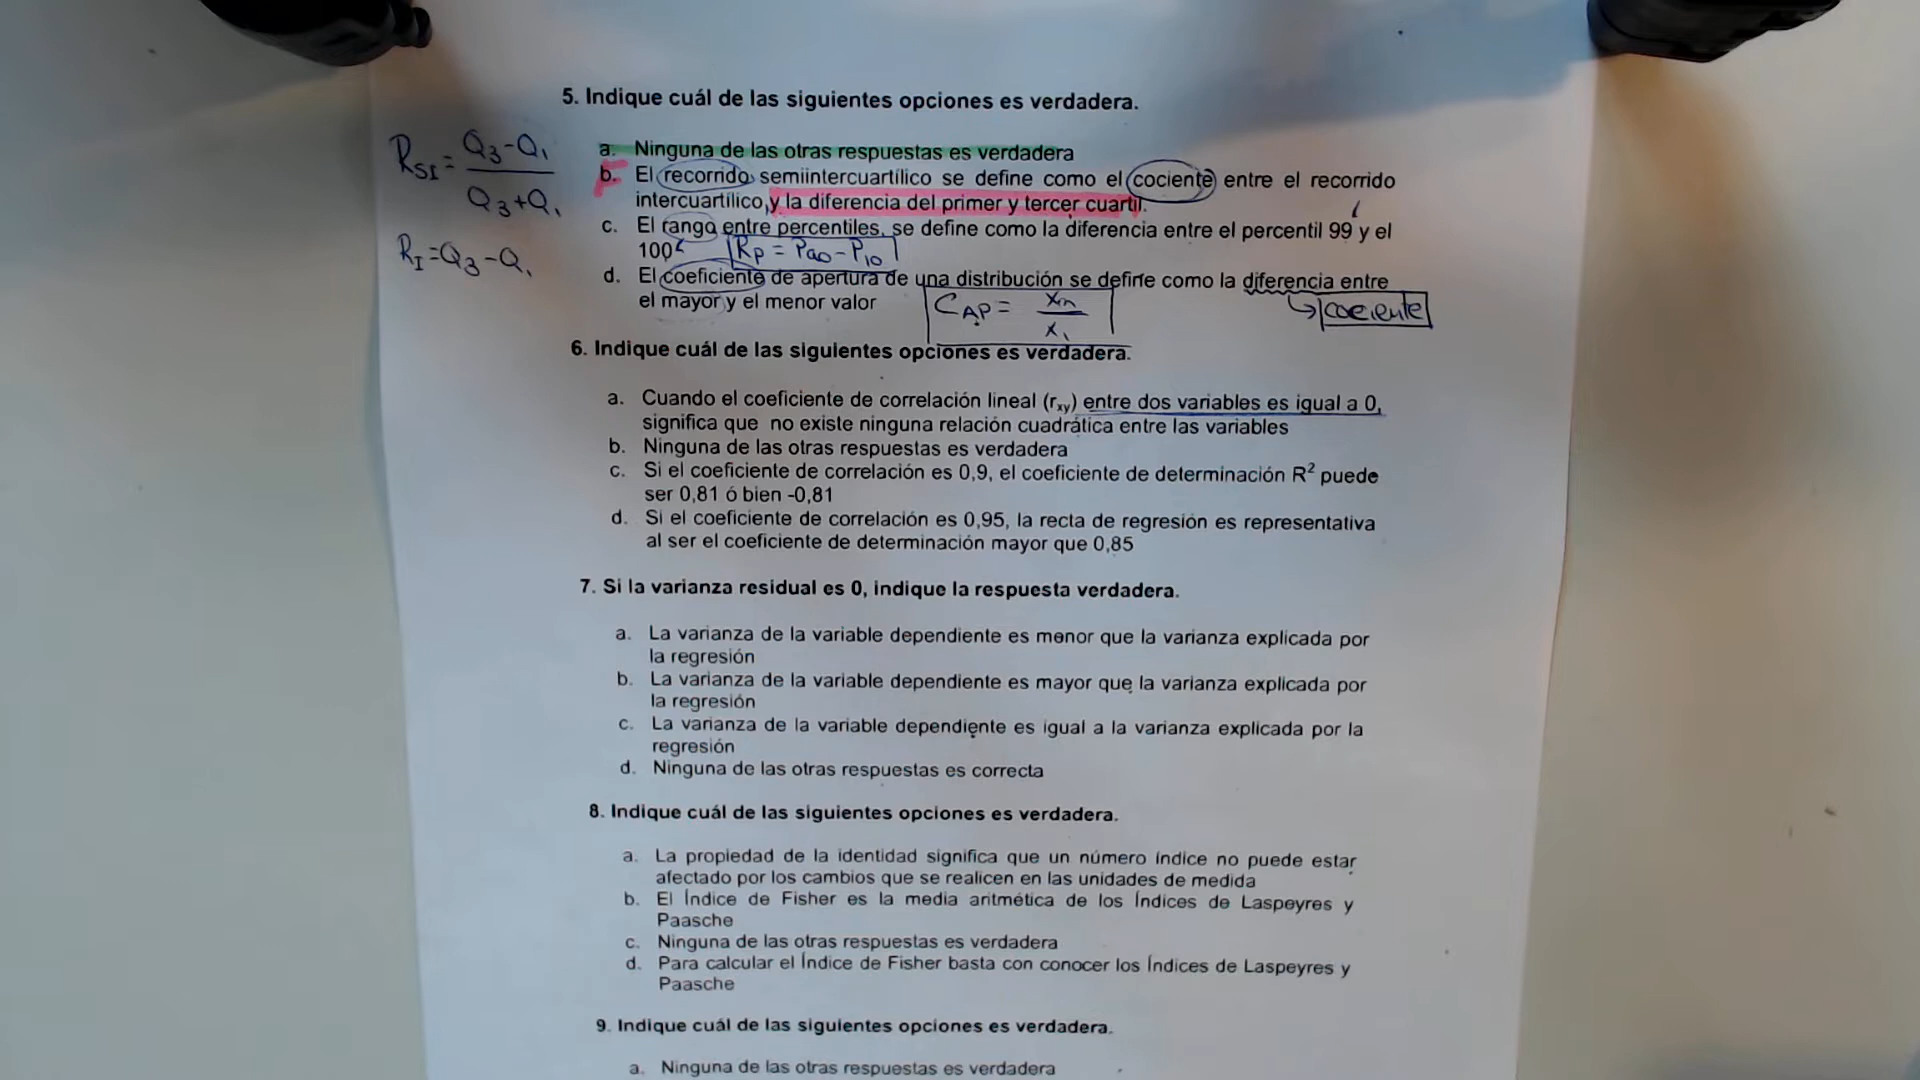 5. Indique cuál de las siguientes opciones es verdadera.
R_SI = (Q3-Q1)/(Q3+Q1)
a. Ninguna de las otras respuestas es verdadera
F
b. El recorrido semiintercuartílico se define como el cociente entre el recorrido
intercuartílico, y la diferencia del primer y tercer cuartil.
c. El rango entre percentiles, se define como la diferencia entre el percentil 99 y el
100
R_P = P90 - P10
R_I = Q3 - Q1
d. El coeficiente de apertura de una distribución se define como la diferencia entre
el mayor y el menor valor
C_AP = x_n / x_1
cociente
6. Indique cuál de las siguientes opciones es verdadera.
a. Cuando el coeficiente de correlación lineal (rxy) entre dos variables es igual a 0,
significa que no existe ninguna relación cuadrática entre las variables
b. Ninguna de las otras respuestas es verdadera
c. Si el coeficiente de correlación es 0,9, el coeficiente de determinación R² puede
ser 0,81 ó bien -0,81
d. Si el coeficiente de correlación es 0,95, la recta de regresión es representativa
al ser el coeficiente de determinación mayor que 0,85
7. Si la varianza residual es 0, indique la respuesta verdadera.
a. La varianza de la variable dependiente es menor que la varianza explicada por
la regresión
b. La varianza de la variable dependiente es mayor que la varianza explicada por
la regresión
c. La varianza de la variable dependiente es igual a la varianza explicada por la
regresión
d. Ninguna de las otras respuestas es correcta
8. Indique cuál de las siguientes opciones es verdadera.
a. La propiedad de la identidad significa que un número índice no puede estar
afectado por los cambios que se realicen en las unidades de medida
b. El Índice de Fisher es la media aritmética de los Índices de Laspeyres y
Paasche
c. Ninguna de las otras respuestas es verdadera
d. Para calcular el Índice de Fisher basta con conocer los Índices de Laspeyres y
Paasche
9. Indique cuál de las siguientes opciones es verdadera.
a. Ninguna de las otras respuestas es verdadera